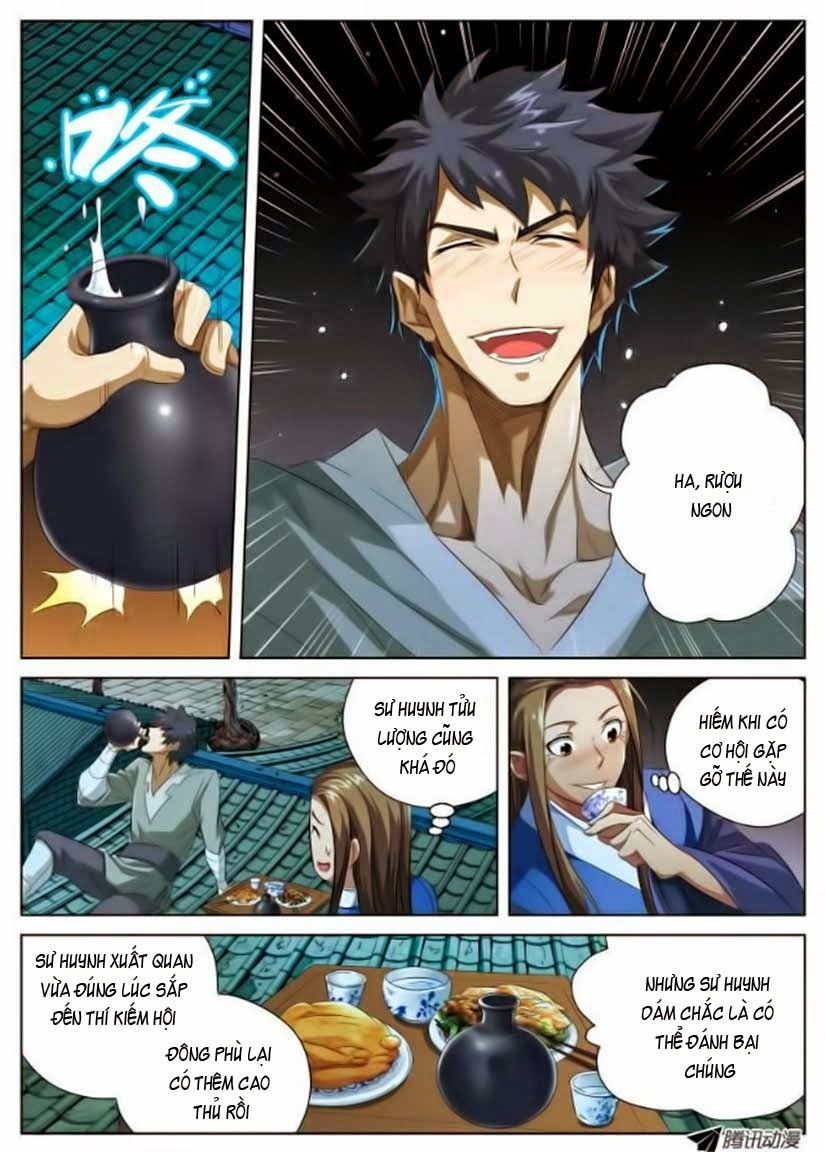 咚
HA, RƯỢU
NGON
SƯ HUYNH TỬU
LƯỢNG CŨNG
KHÁ ĐÓ
HIẾM KHI CÓ
CƠ HỘI GẶP
GỠ THẾ NÀY
SƯ HUYNH XUẤT QUAN
VỪA ĐÚNG LÚC SẮP
ĐẾN THÍ KIẾM HỘI
ĐÔNG PHÙ LẠI
CÓ THÊM CAO
THỦ RỒI
NHƯNG SƯ HUYNH
DÁM CHẮC LÀ CÓ
THỂ ĐÁNH BẠI
CHÚNG
腾讯动漫